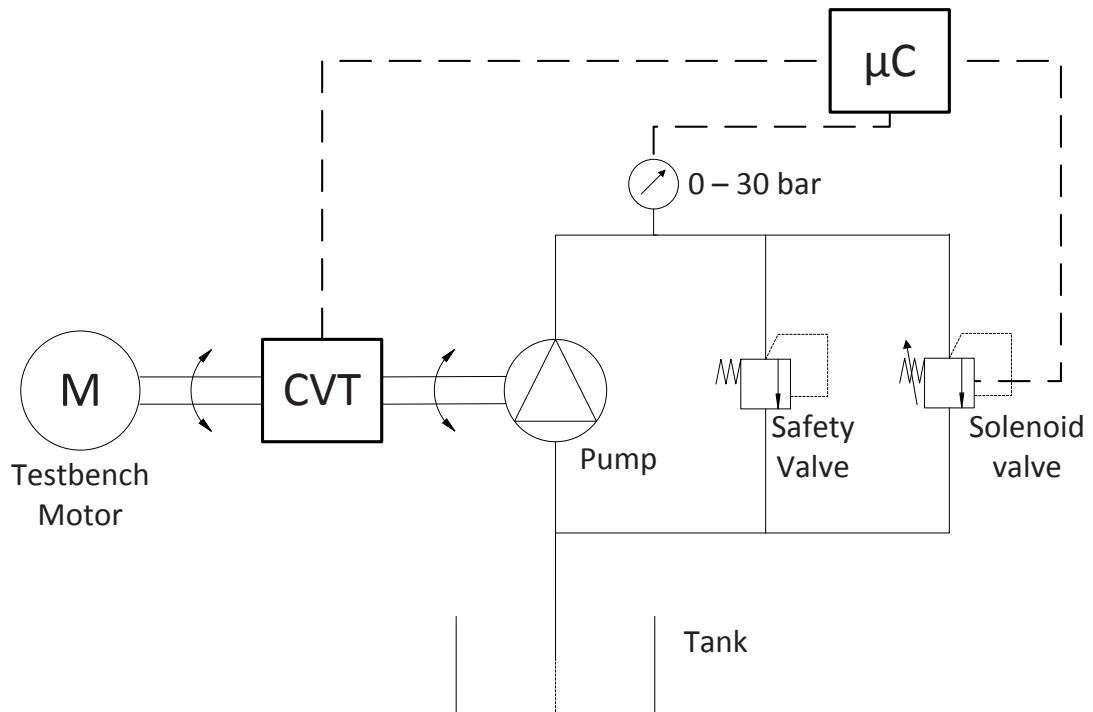 µC
0 – 30 bar
M
CVT
Testbench
Motor
Pump
Safety
Valve
Solenoid
valve
Tank